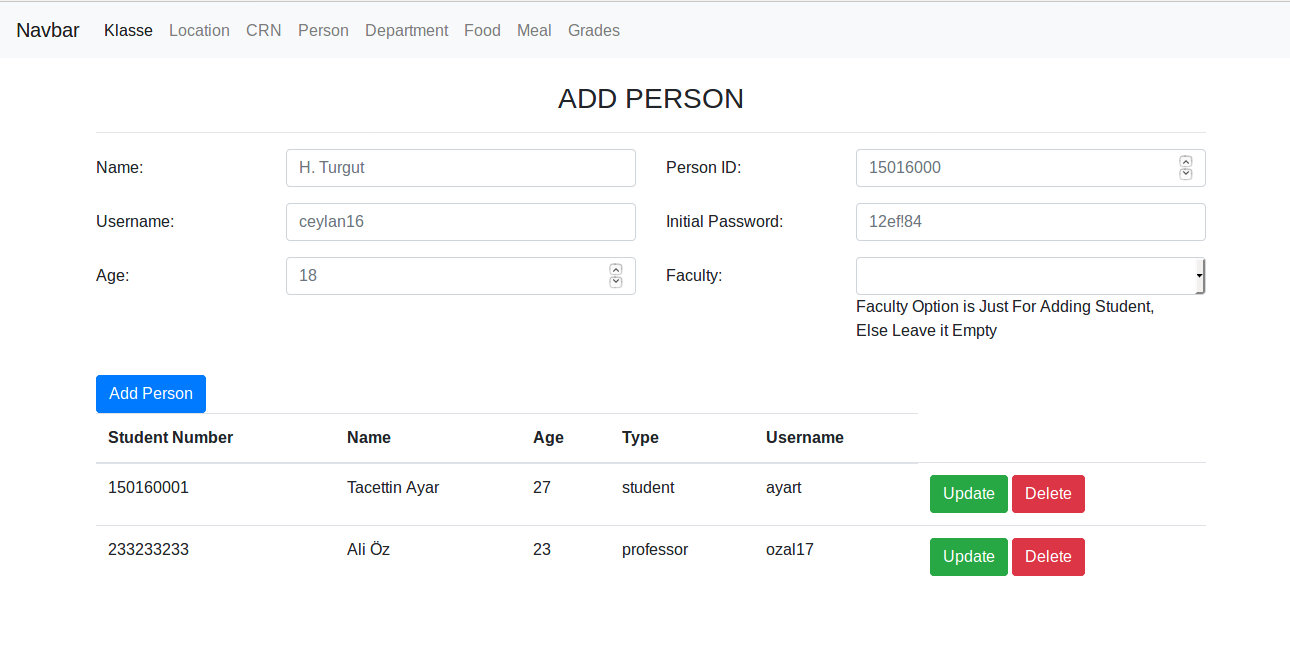 Navbar Klasse Location CRN Person Department Food Meal Grades
ADD PERSON
Name: H. Turgut Person ID: 15016000
Username: ceylan16 Initial Password: 12ef!84
Age: 18 Faculty:
Faculty Option is Just For Adding Student,
Else Leave it Empty
Add Person
Student Number Name Age Type Username
150160001 Tacettin Ayar 27 student ayart Update Delete
233233233 Ali Öz 23 professor ozal17 Update Delete